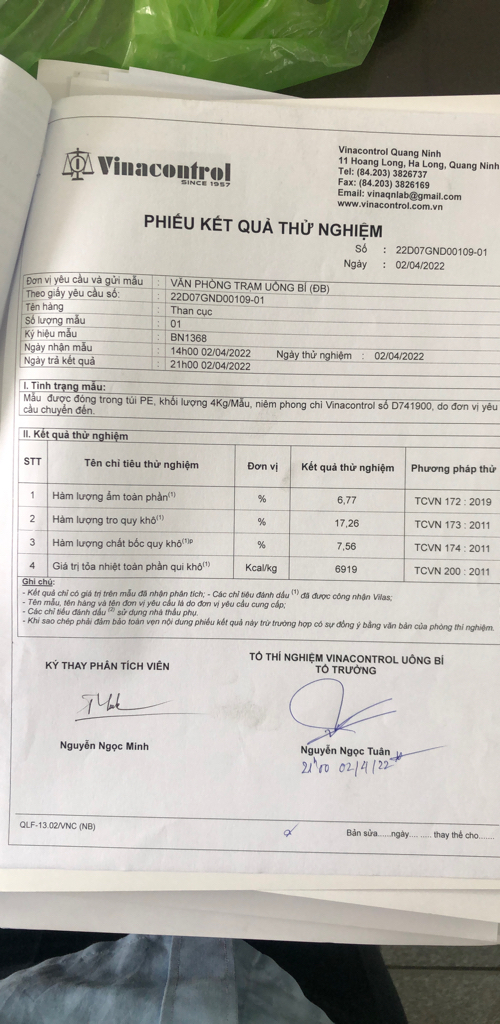 Vinacontrol
SINCE 1957
Vinacontrol Quang Ninh
11 Hoang Long, Ha Long, Quang Ninh
Tel: (84.203) 3826737
Fax: (84.203) 3826169
Email: vinaqnlab@gmail.com
www.vinacontrol.com.vn
PHIẾU KẾT QUẢ THỬ NGHIỆM
Số : 22D07GND00109-01
Ngày : 02/04/2022
Đơn vị yêu cầu và gửi mẫu : VĂN PHÒNG TRẠM UÔNG BÍ (ĐB)
Theo giấy yêu cầu số: : 22D07GND00109-01
Tên hàng : Than cục
Số lượng mẫu : 01
Ký hiệu mẫu : BN1368
Ngày nhận mẫu : 14h00 02/04/2022 Ngày thử nghiệm : 02/04/2022
Ngày trả kết quả : 21h00 02/04/2022
I. Tình trạng mẫu:
Mẫu được đóng trong túi PE, khối lượng 4Kg/Mẫu, niêm phong chì Vinacontrol số D741900, do đơn vị yêu
cầu chuyển đến.
II. Kết quả thử nghiệm
STT Tên chỉ tiêu thử nghiệm Đơn vị Kết quả thử nghiệm Phương pháp thử
1 Hàm lượng ẩm toàn phần(1) % 6,77 TCVN 172 : 2019
2 Hàm lượng tro quy khô(1) % 17,26 TCVN 173 : 2011
3 Hàm lượng chất bốc quy khô(1)p % 7,56 TCVN 174 : 2011
4 Giá trị tỏa nhiệt toàn phần qui khô(1) Kcal/kg 6919 TCVN 200 : 2011
Ghi chú:
- Kết quả chỉ có giá trị trên mẫu đã nhận phân tích; - Các chỉ tiêu đánh dấu (1) đã được công nhận Vilas;
- Tên mẫu, tên hàng và tên đơn vị yêu cầu là do đơn vị yêu cầu cung cấp;
- Các chỉ tiêu đánh dấu (2) sử dụng nhà thầu phụ.
- Khi sao chép phải đảm bảo toàn vẹn nội dung phiếu kết quả này trừ trường hợp có sự đồng ý bằng văn bản của phòng thí nghiệm.
KÝ THAY PHÂN TÍCH VIÊN
TỔ THÍ NGHIỆM VINACONTROL UÔNG BÍ
TỔ TRƯỞNG
Nguyễn Ngọc Minh
Nguyễn Ngọc Tuân
21h00 02/4/22
QLF-13.02/VNC (NB)
Bản sửa......ngày.... ..... thay thế cho.......